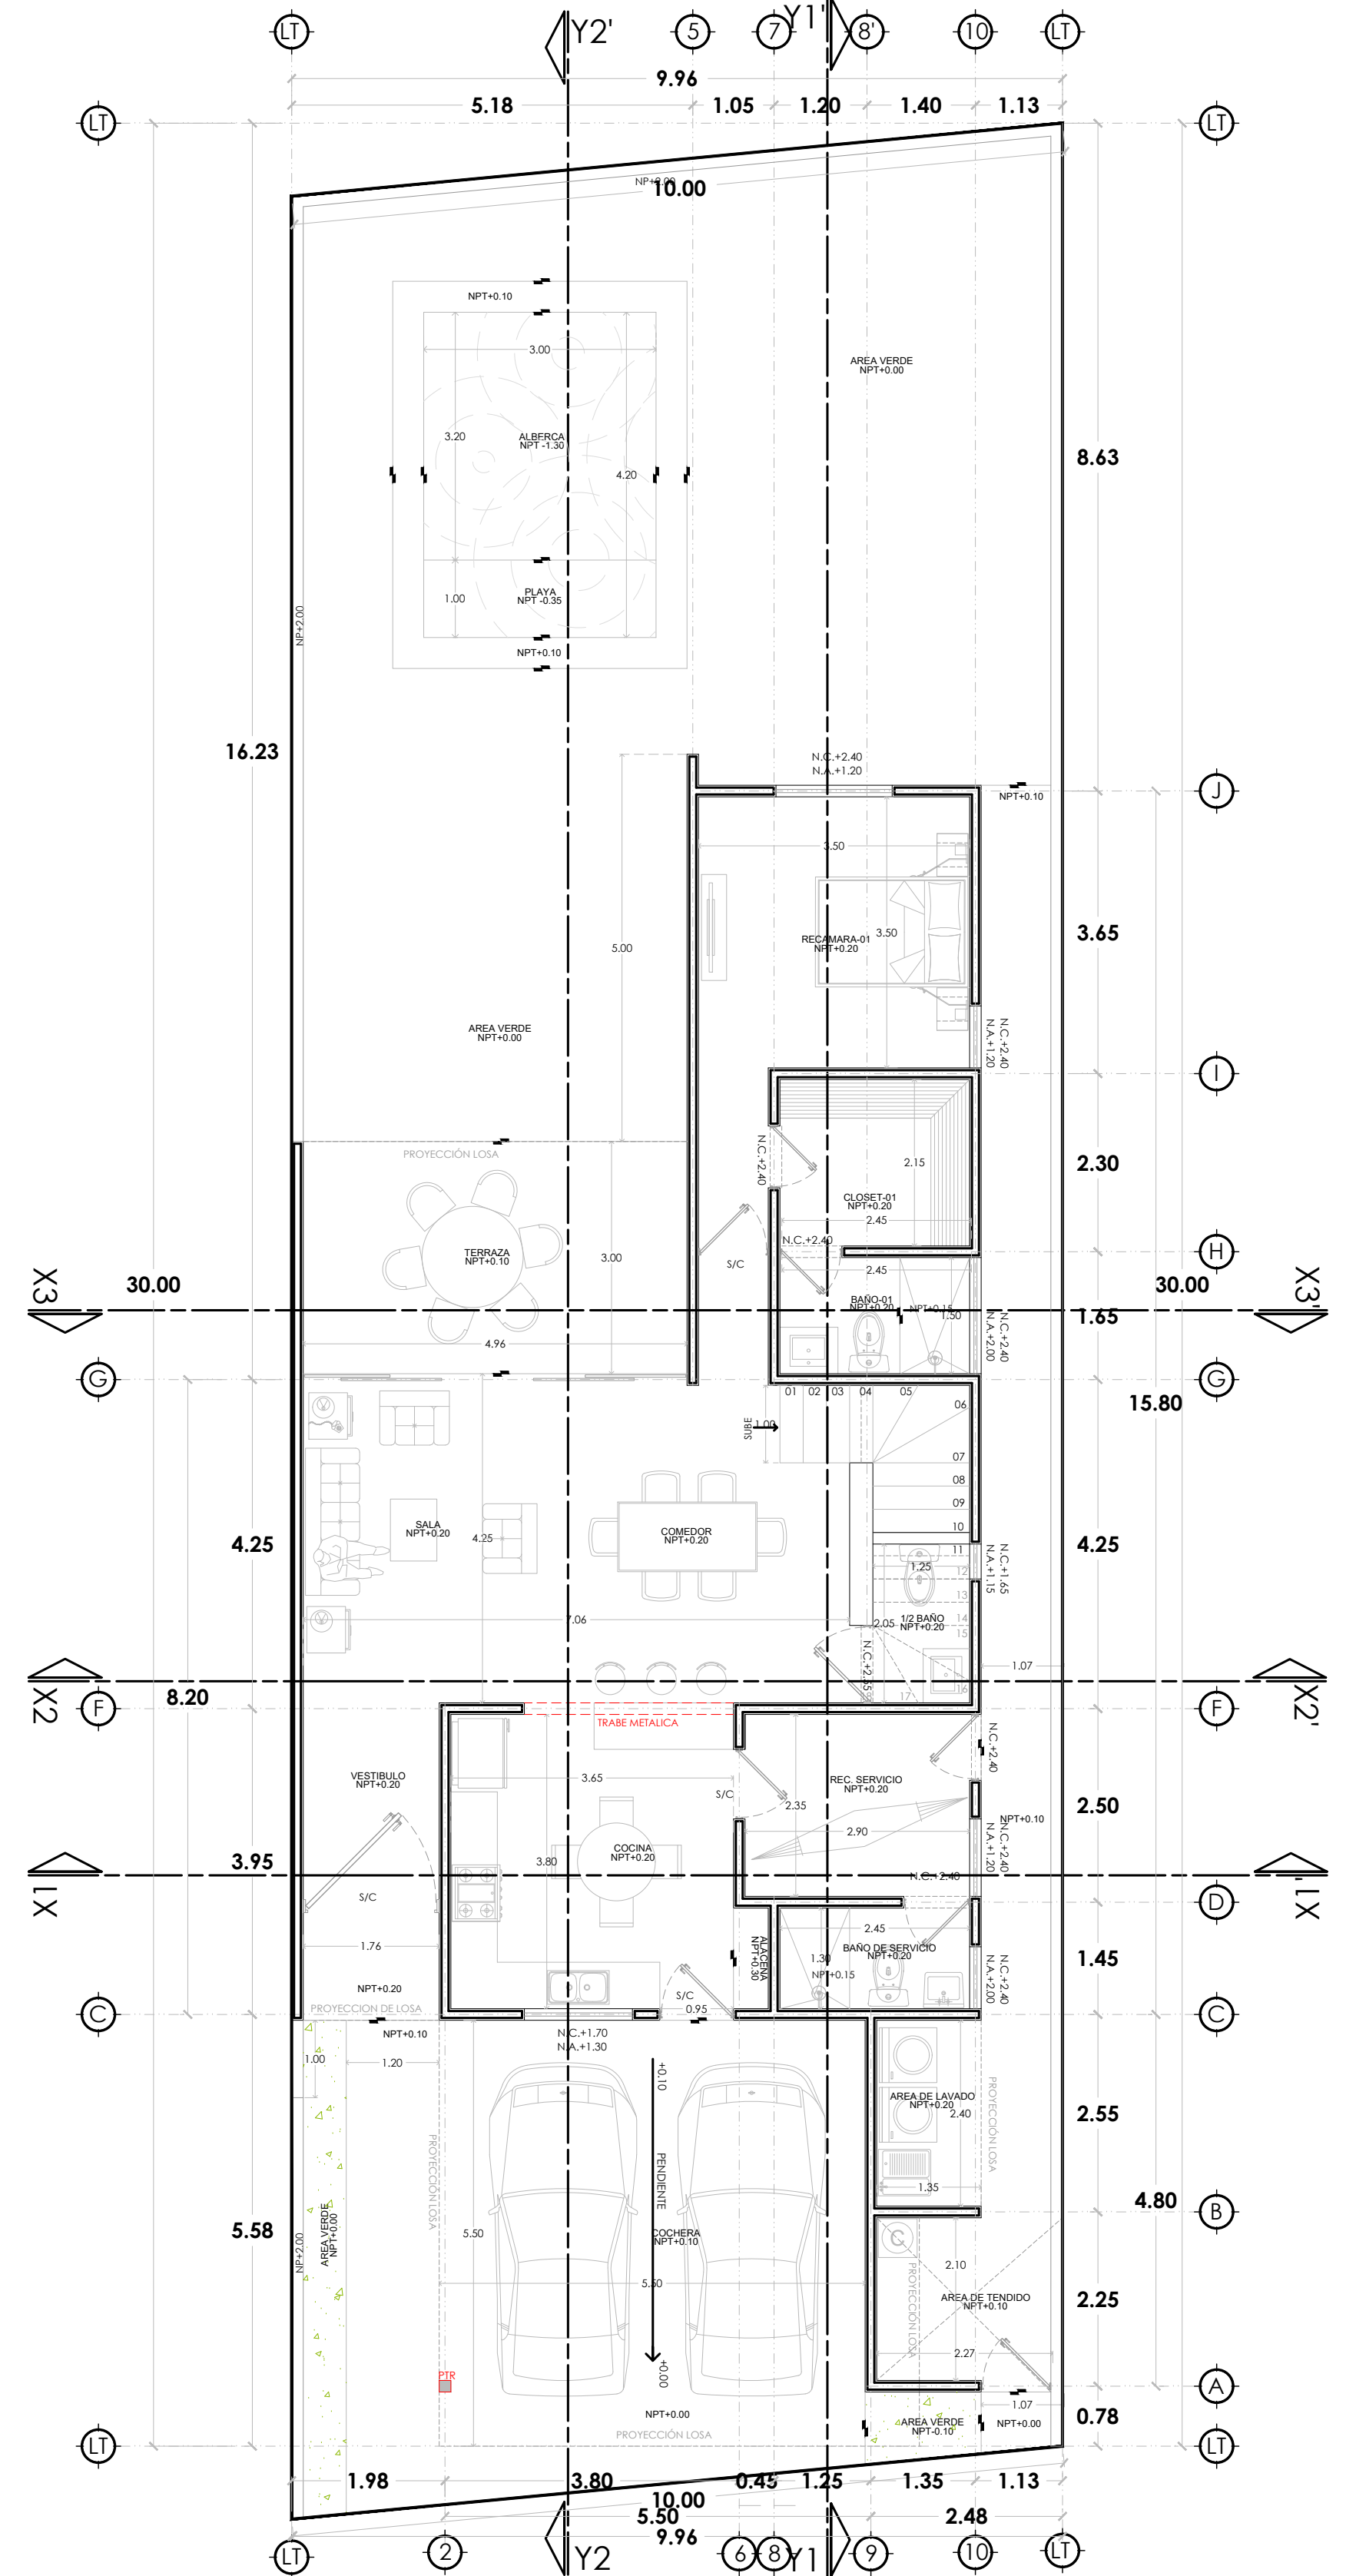 LT
Y2'
5
7
Y1'
8'
10
LT
9.96
5.18
1.05
1.20
1.40
1.13
LT
LT
10.00
NPT+0.10
3.00
AREA VERDE
NPT+0.00
3.20
ALBERCA
NPT -1.30
4.20
8.63
1.00
PLAYA
NPT -0.35
NP+2.00
NPT+0.10
16.23
N.C.+2.40
N.A.+1.20
J
NPT+0.10
3.50
RECAMARA-01
NPT+0.20
3.50
3.65
5.00
AREA VERDE
NPT+0.00
N.C.+2.40
N.A.+1.20
I
PROYECCIÓN LOSA
N.C.+2.40
2.15
2.30
CLOSET-01
NPT+0.20
2.45
TERRAZA
NPT+0.10
3.00
S/C
N.C.+2.40
H
2.45
X3
30.00
30.00
X3'
BAÑO-01
NPT+0.20
NPT+0.15
1.50
N.C.+2.40
N.A.+2.00
1.65
4.96
G
G
01
02
03
04
05
06
07
08
09
10
11
12
13
14
15
16
17
SUBE
1.00
15.80
SALA
NPT+0.20
4.25
COMEDOR
NPT+0.20
4.25
4.25
N.C.+1.65
N.A.+1.15
1.25
7.06
2.05
1/2 BAÑO
NPT+0.20
1.07
X2
F
8.20
F
X2'
TRABE METALICA
N.C.+2.40
VESTIBULO
NPT+0.20
3.65
S/C
REC. SERVICIO
NPT+0.20
2.35
2.50
NPT+0.10
2.90
N.C.+2.40
N.A.+1.20
COCINA
NPT+0.20
3.80
3.95
X1
X1'
N.C.+2.40
S/C
D
1.76
2.45
BAÑO DE SERVICIO
NPT+0.20
1.30
NPT+0.15
ALACENA
NPT+0.30
N.C.+2.40
N.A.+2.00
1.45
NPT+0.20
PROYECCION DE LOSA
S/C
0.95
C
C
NPT+0.10
N.C.+1.70
N.A.+1.30
1.00
1.20
+0.10
AREA DE LAVADO
NPT+0.20
2.40
PROYECCIÓN LOSA
2.55
PROYECCIÓN LOSA
PENDIENTE
1.35
4.80
B
5.58
NP+2.00
AREA VERDE
NPT+0.00
5.50
COCHERA
NPT+0.10
5.50
C
2.10
PROYECCIÓN LOSA
AREA DE TENDIDO
NPT+0.10
2.25
2.27
PTR
+0.00
A
1.07
NPT+0.00
AREA VERDE
NPT-0.10
NPT+0.00
0.78
PROYECCIÓN LOSA
LT
LT
1.98
3.80
0.45
1.25
1.35
1.13
10.00
5.50
2.48
9.96
LT
2
Y2
6
8
Y1
9
10
LT